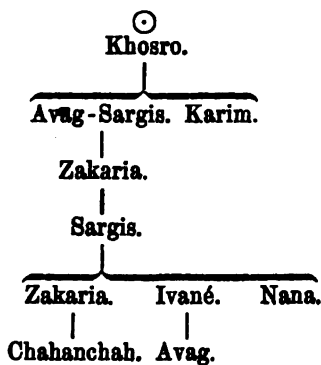 Khosro.
Avag-Sargis. Karim.
Zakaria.
Sargis.
Zakaria. Ivané. Nana.
Chahanchah. Avag.